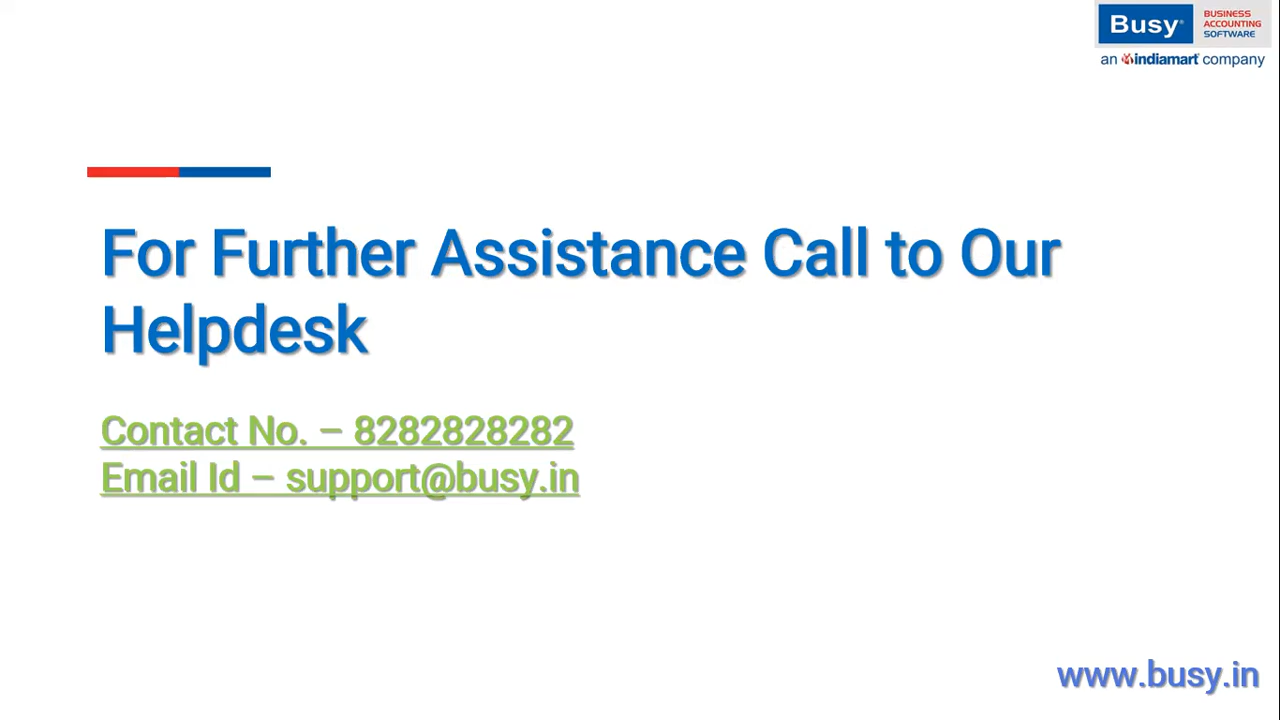 Busy®
BUSINESS
ACCOUNTING
SOFTWARE
an indiamart company
For Further Assistance Call to Our
Helpdesk
Contact No. – 8282828282
Email Id – support@busy.in
www.busy.in